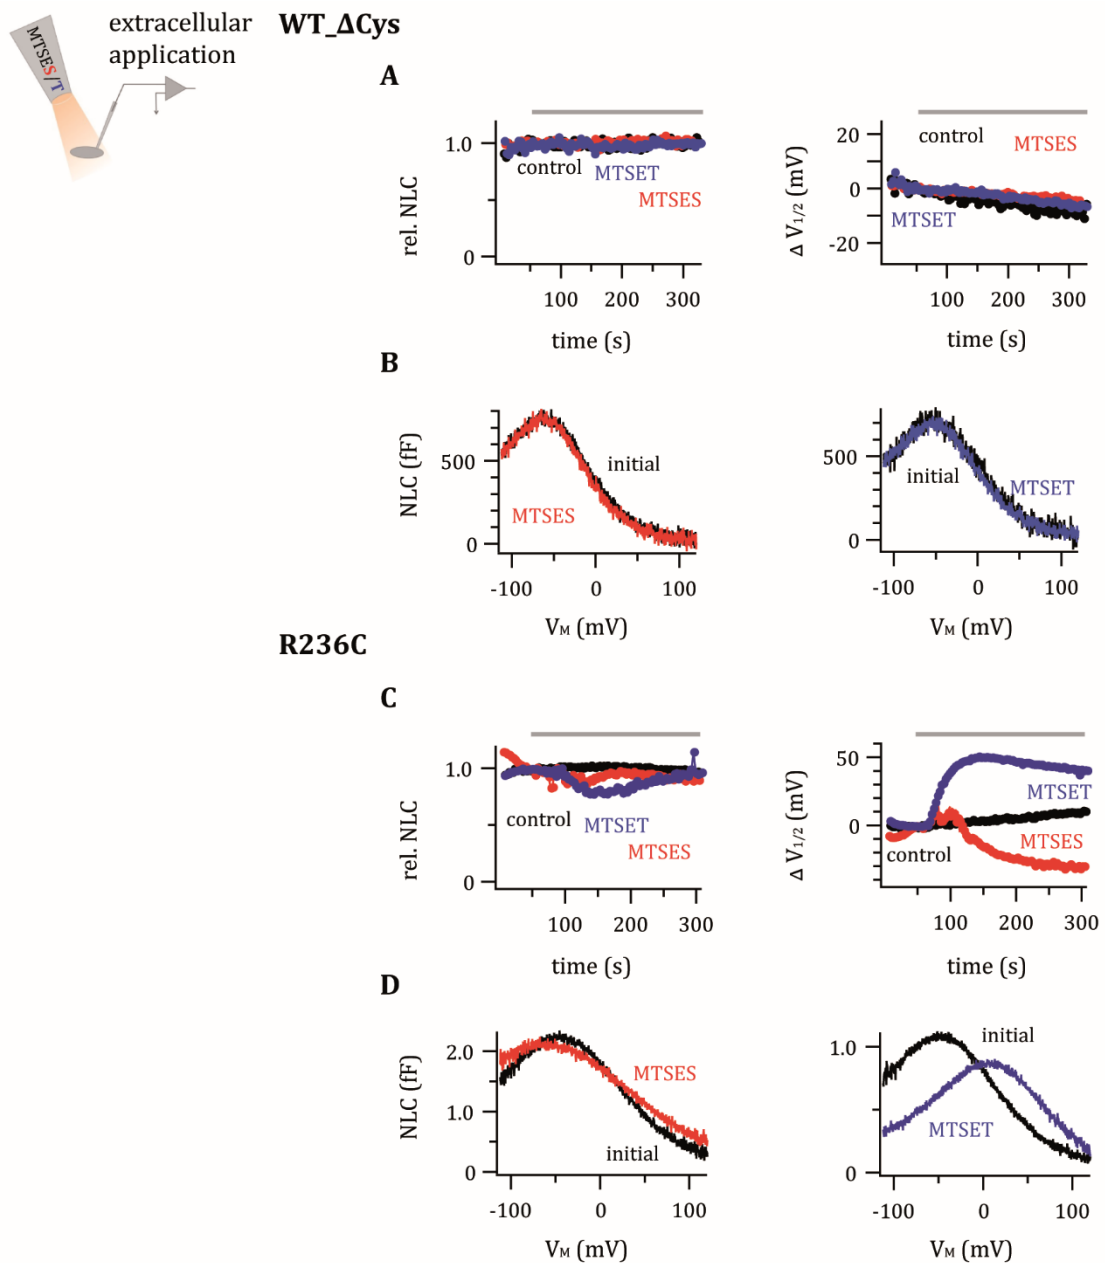 extracellular
application
MTSES/T
WT_ΔCys
A
rel. NLC
1.0
0
control
MTSET
MTSES
100 200 300
time (s)
Δ V1/2 (mV)
20
0
-20
control
MTSES
MTSET
100 200 300
time (s)
B
NLC (fF)
500
0
initial
MTSES
-100 0 100
VM (mV)
500
0
initial
MTSET
-100 0 100
VM (mV)
R236C
C
rel. NLC
1.0
0
control
MTSET
MTSES
100 200 300
time (s)
Δ V1/2 (mV)
50
0
MTSET
control
MTSES
100 200 300
time (s)
D
NLC (fF)
2.0
1.0
0
MTSES
initial
-100 0 100
VM (mV)
1.0
0
initial
MTSET
-100 0 100
VM (mV)